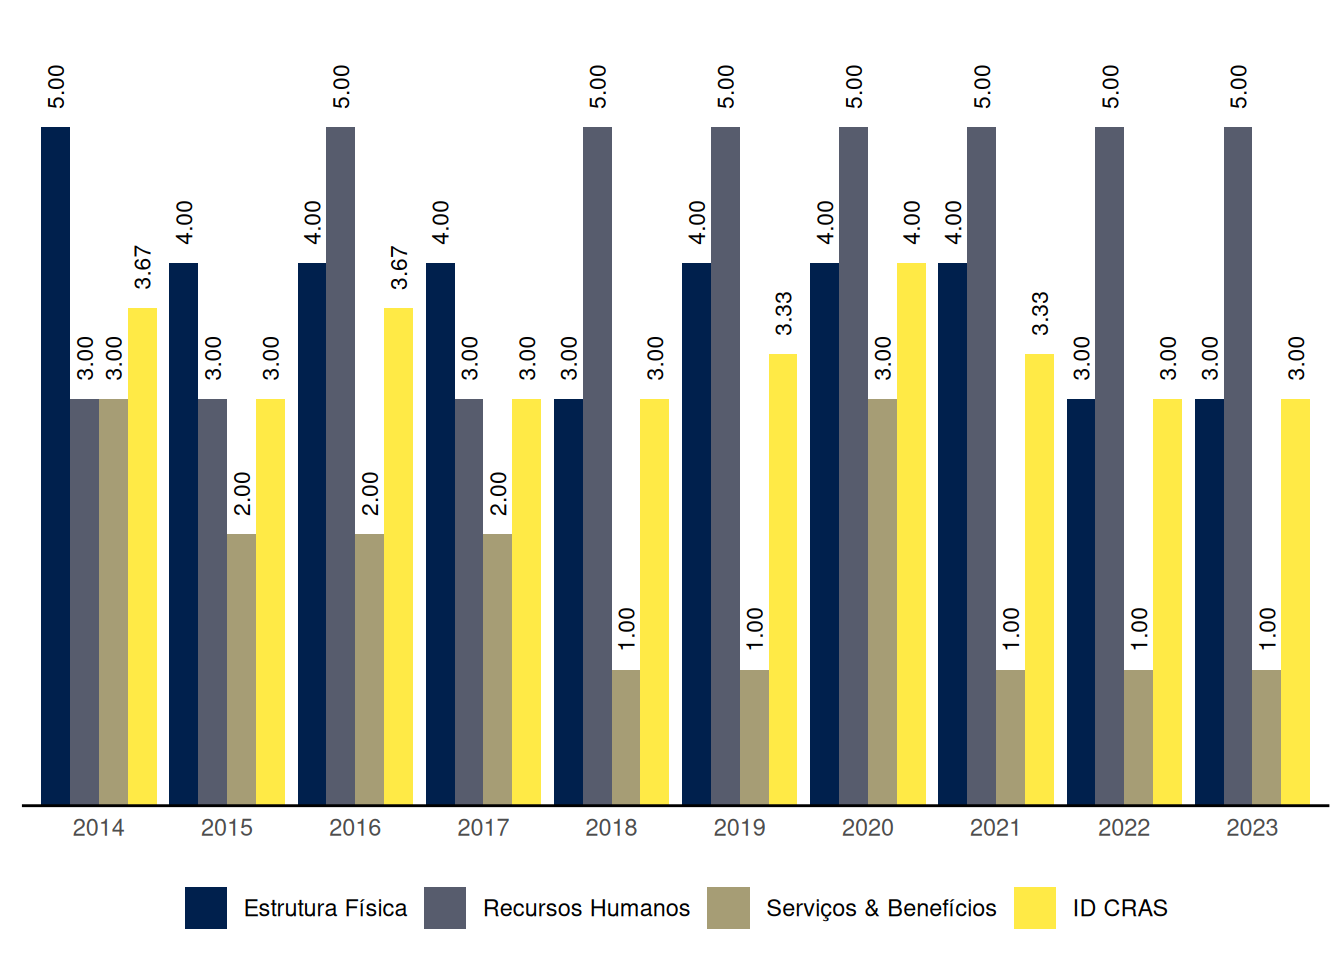 5.00 3.00 3.00 3.67 4.00 3.00 2.00 3.00 4.00 5.00 2.00 3.67 4.00 3.00 2.00 3.00 3.00 5.00 1.00 3.00 4.00 5.00 1.00 3.33 4.00 5.00 3.00 4.00 4.00 5.00 1.00 3.33 3.00 5.00 1.00 3.00 3.00 5.00 1.00 3.00
2014 2015 2016 2017 2018 2019 2020 2021 2022 2023
Estrutura Física Recursos Humanos Serviços & Benefícios ID CRAS